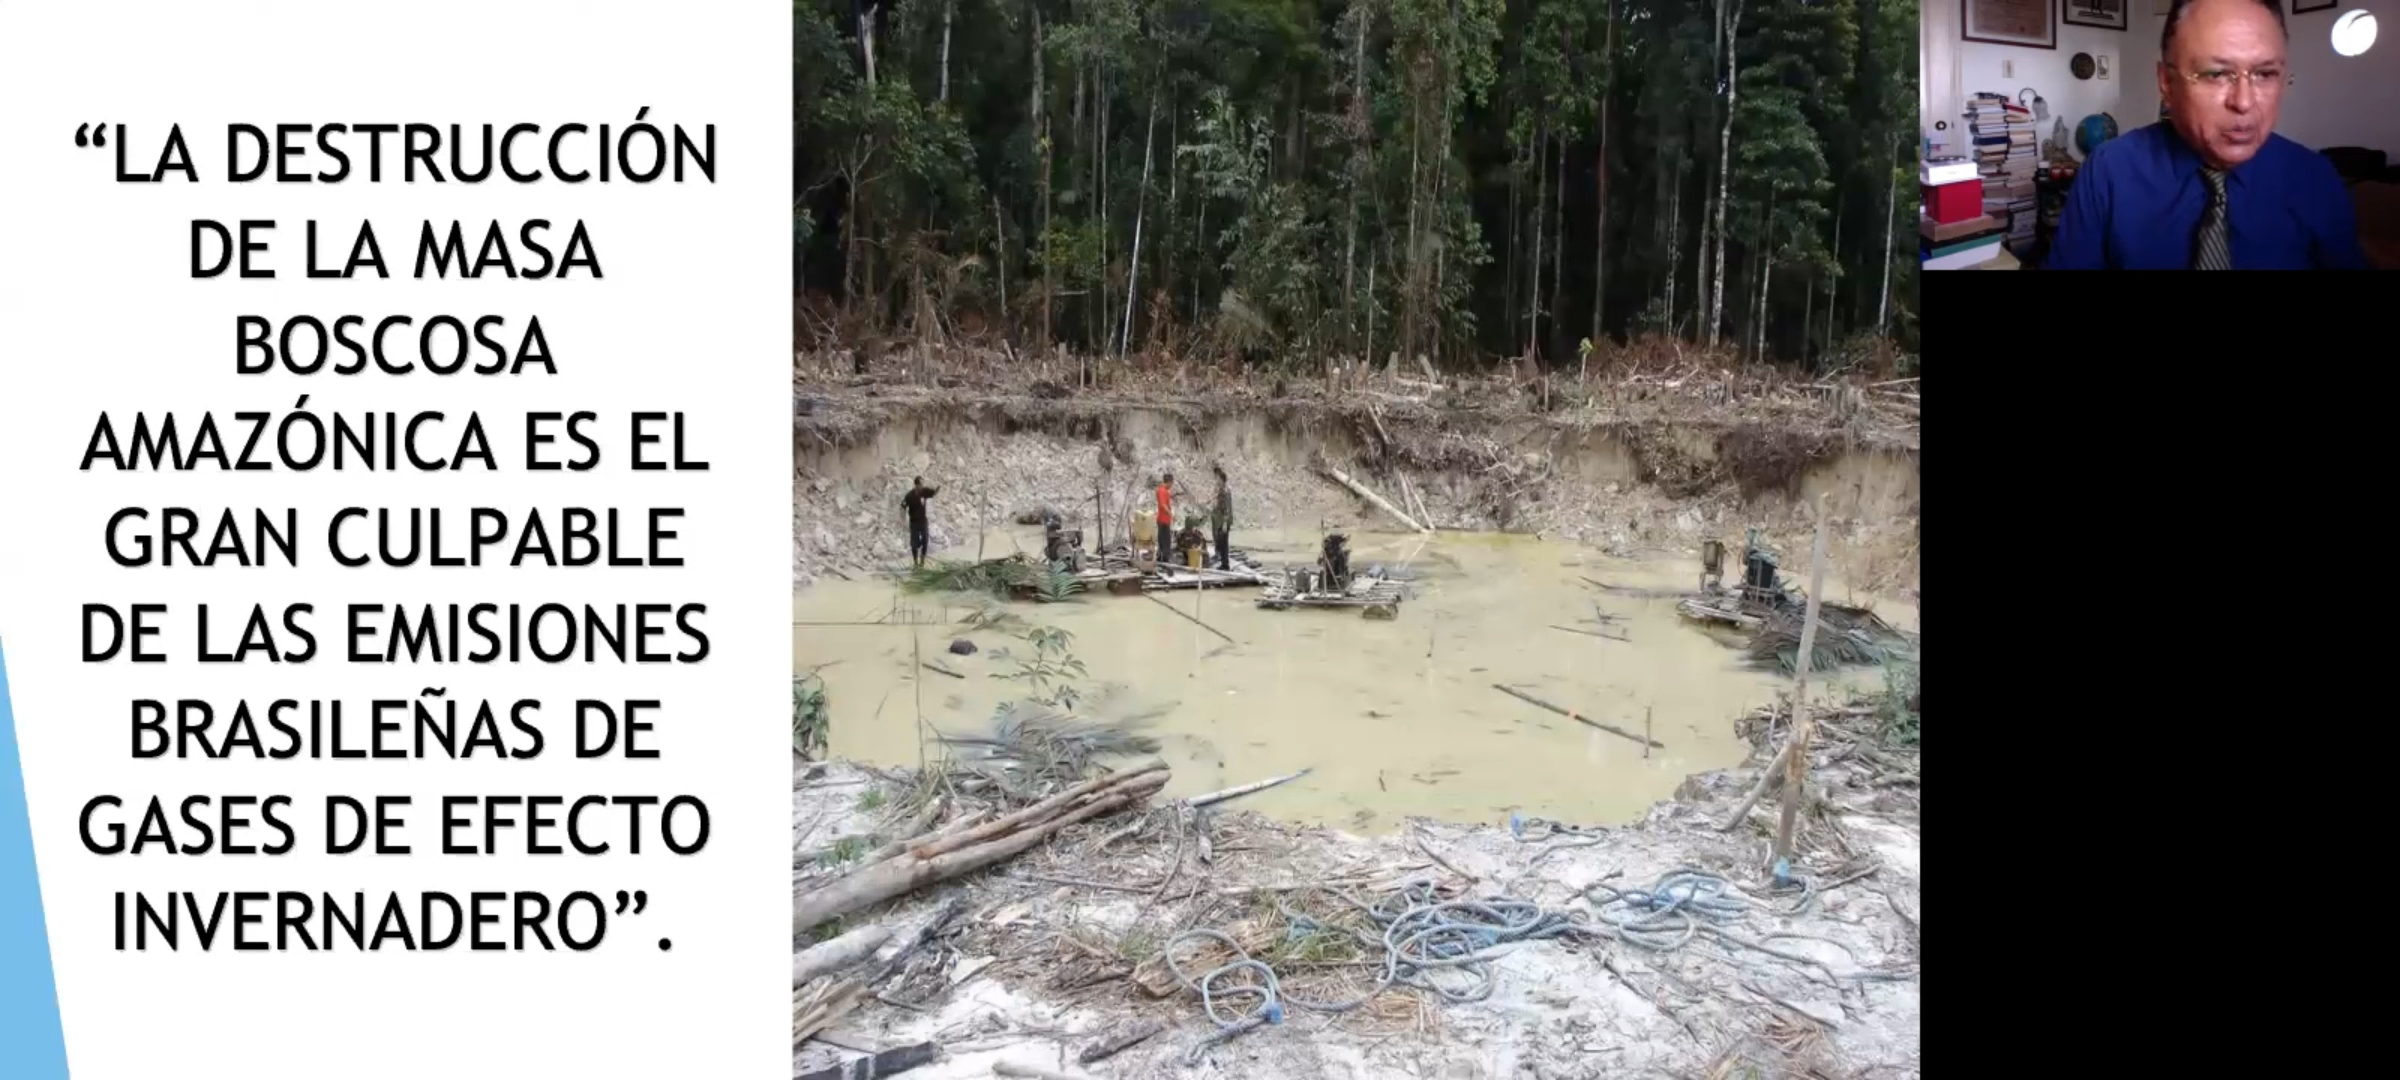 “LA DESTRUCCIÓN
DE LA MASA
BOSCOSA
AMAZÓNICA ES EL
GRAN CULPABLE
DE LAS EMISIONES
BRASILEÑAS DE
GASES DE EFECTO
INVERNADERO”.